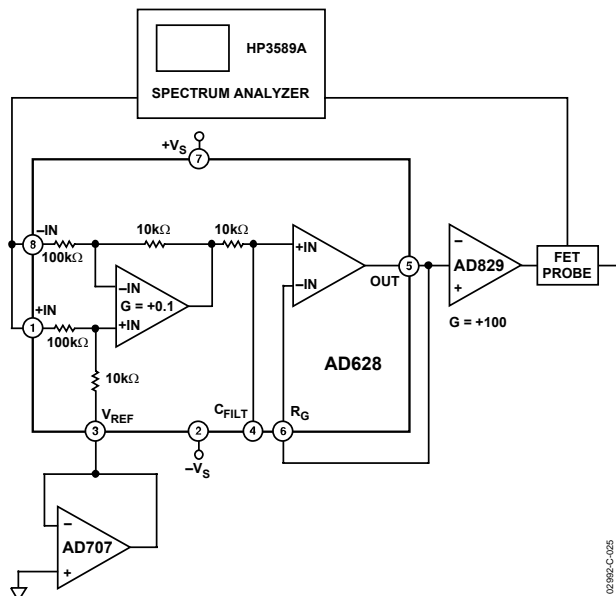 HP3589A
SPECTRUM ANALYZER
+VS
7
–IN
8
100kΩ
10kΩ
10kΩ
–IN
G = +0.1
+IN
+IN
1
100kΩ
10kΩ
+IN
–IN
OUT
5
AD628
–
AD829
+
G = +100
FET
PROBE
VREF
3
2
–VS
CFILT
4
RG
6
–
AD707
+
02992-C-025